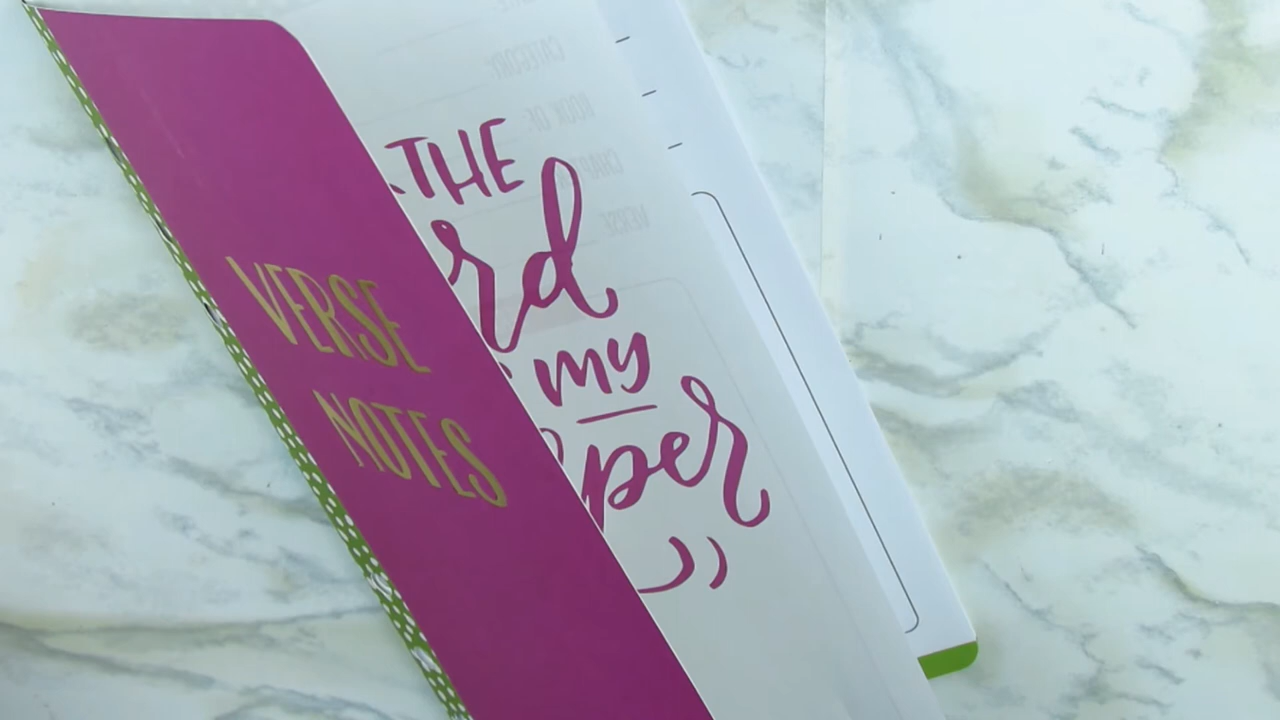 VERSE
NOTES
THE
rd
my
per
CATEGORY:
BOOK OF
VERSE